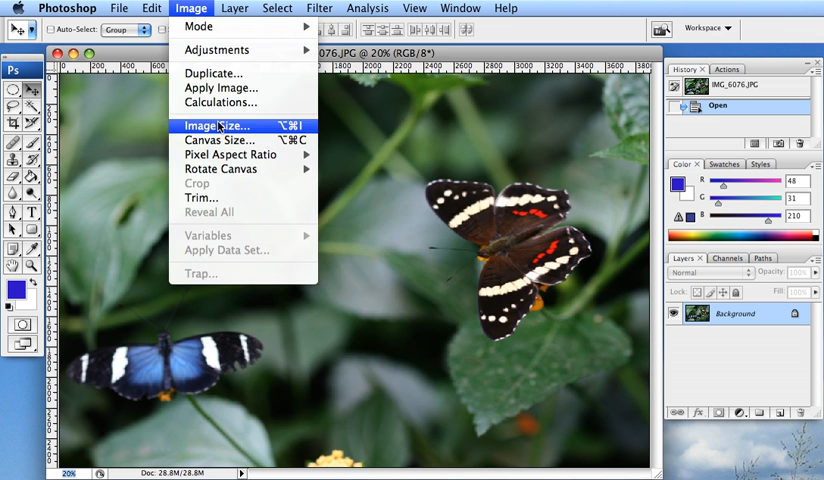 Photoshop File Edit Image Layer Select Filter Analysis View Window Help
Auto-Select: Group
Workspace
Mode
Adjustments
Duplicate...
Apply Image...
Calculations...
Image Size... ⌥⌘I
Canvas Size... ⌥⌘C
Pixel Aspect Ratio
Rotate Canvas
Crop
Trim...
Reveal All
Variables
Apply Data Set...
Trap...
6076.JPG @ 20% (RGB/8*)
Ps
20% Doc: 28.8M/28.8M
History Actions
IMG_6076.JPG
Open
Color Swatches Styles
R 48
G 31
B 210
Layers Channels Paths
Normal Opacity: 100%
Lock: Fill: 100%
Background